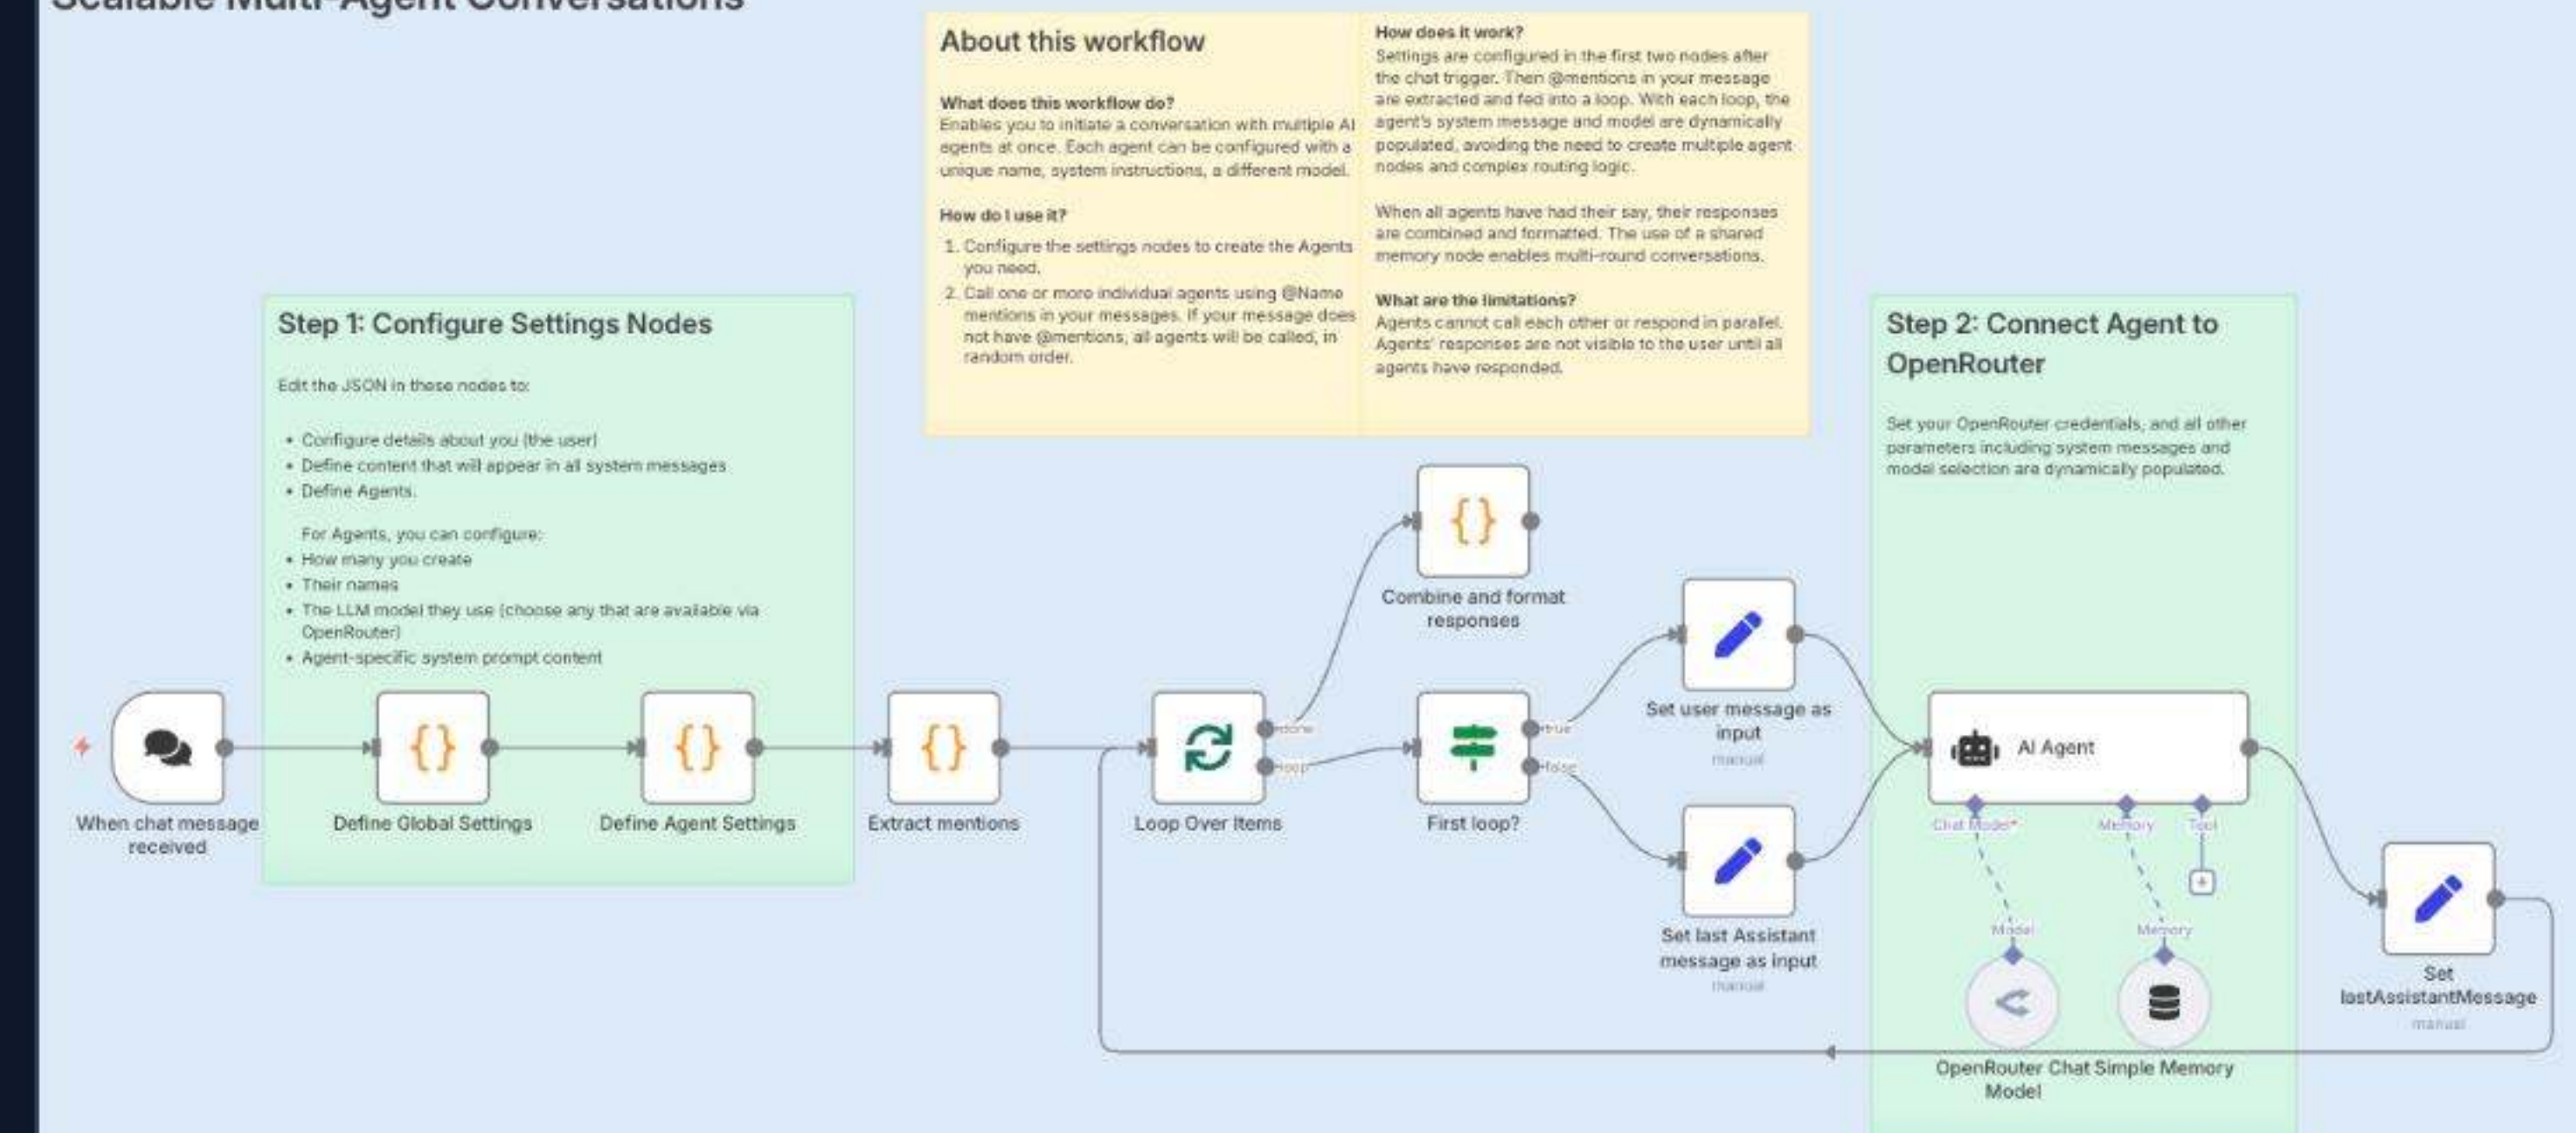 Scalable Multi-Agent Conversations
About this workflow
What does this workflow do?
Enables you to initiate a conversation with multiple AI
agents at once. Each agent can be configured with a
unique name, system instructions, a different model.
How do I use it?
1. Configure the settings nodes to create the Agents
you need.
2. Call one or more individual agents using @Name
mentions in your messages. If your message does
not have @mentions, all agents will be called, in
random order.
How does it work?
Settings are configured in the first two nodes after
the chat trigger. Then @mentions in your message
are extracted and fed into a loop. With each loop, the
agent's system message and model are dynamically
populated, avoiding the need to create multiple agent
nodes and complex routing logic.
When all agents have had their say, their responses
are combined and formatted. The use of a shared
memory node enables multi-round conversations.
What are the limitations?
Agents cannot call each other or respond in parallel.
Agents' responses are not visible to the user until all
agents have responded.
Step 1: Configure Settings Nodes
Edit the JSON in these nodes to:
• Configure details about you (the user)
• Define content that will appear in all system messages
• Define Agents.
For Agents, you can configure:
• How many you create
• Their names
• The LLM model they use (choose any that are available via
OpenRouter)
• Agent-specific system prompt content
Step 2: Connect Agent to
OpenRouter
Set your OpenRouter credentials, and all other
parameters including system messages and
model selection are dynamically populated.
When chat message
received
Define Global Settings
Define Agent Settings
Extract mentions
Loop Over Items
done
loop
Combine and format
responses
First loop?
true
false
Set user message as
input
manual
Set last Assistant
message as input
manual
AI Agent
Chat Model*
Memory
Tool
Model
Memory
OpenRouter Chat
Model
Simple Memory
Set
lastAssistantMessage
manual